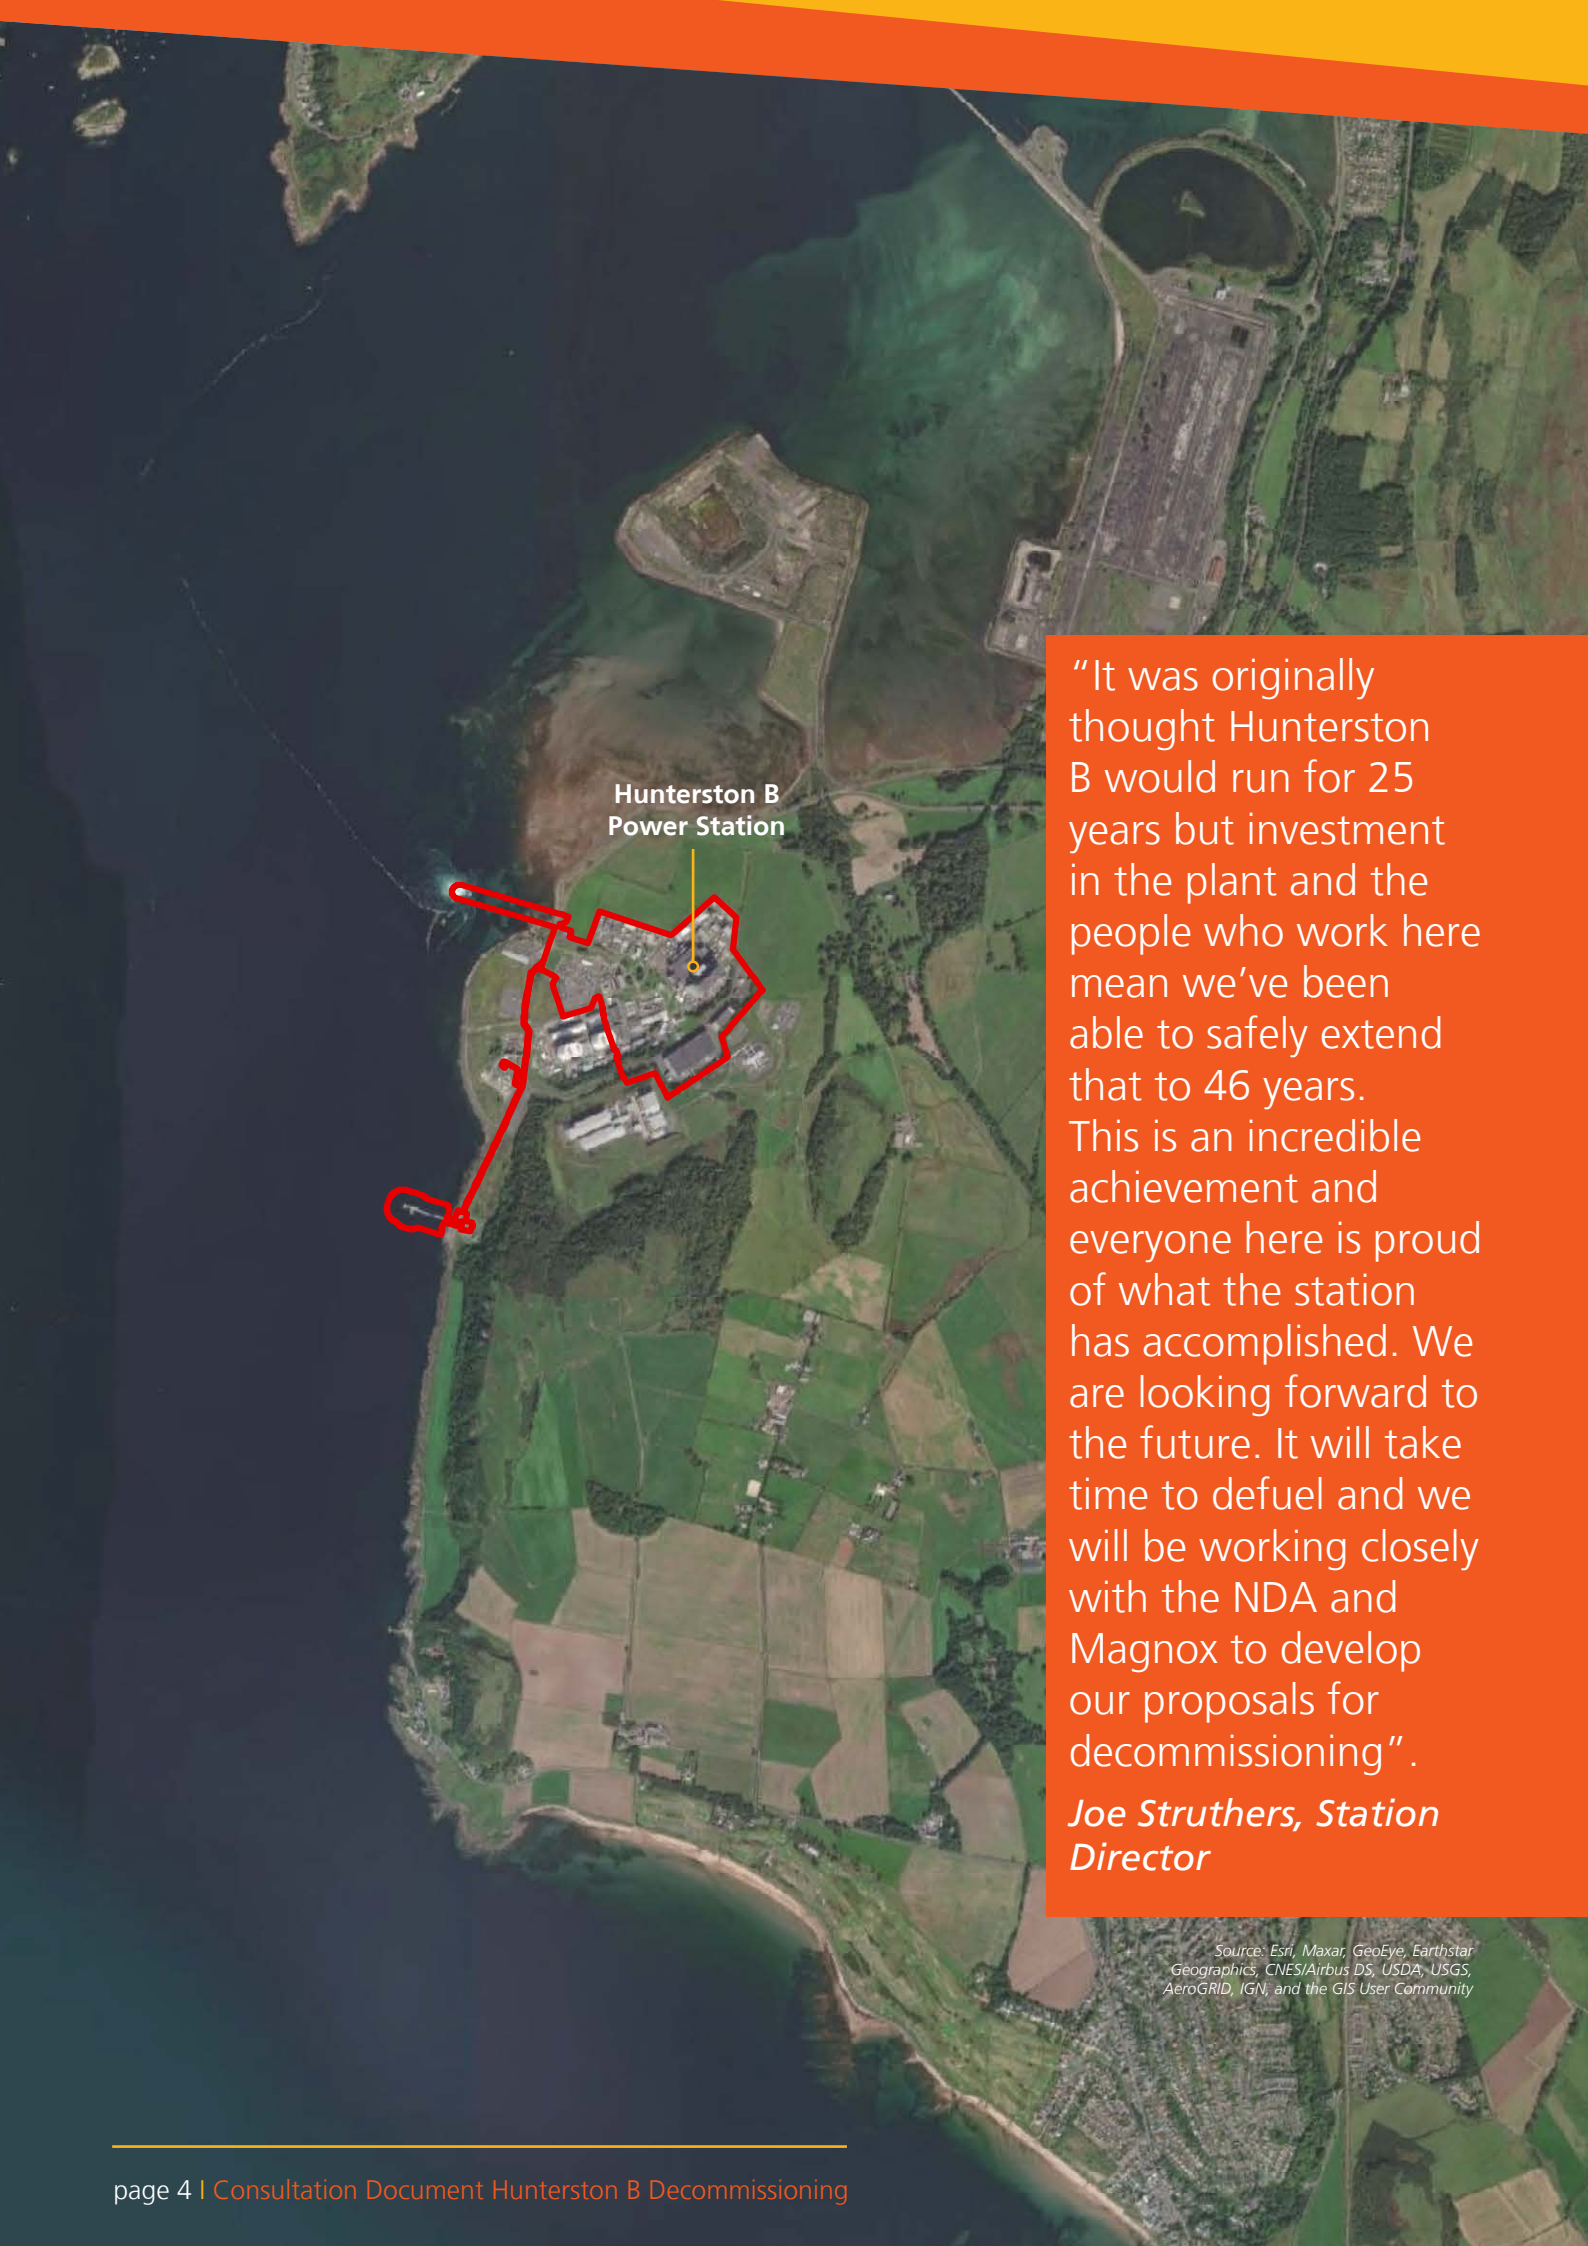 Hunterston B
Power Station
“It was originally
thought Hunterston
B would run for 25
years but investment
in the plant and the
people who work here
mean we’ve been
able to safely extend
that to 46 years.
This is an incredible
achievement and
everyone here is proud
of what the station
has accomplished. We
are looking forward to
the future. It will take
time to defuel and we
will be working closely
with the NDA and
Magnox to develop
our proposals for
decommissioning”.
Joe Struthers, Station
Director
Source: Esri, Maxar, GeoEye, Earthstar
Geographics, CNES/Airbus DS, USDA, USGS,
AeroGRID, IGN, and the GIS User Community
page 4 | Consultation Document Hunterston B Decommissioning